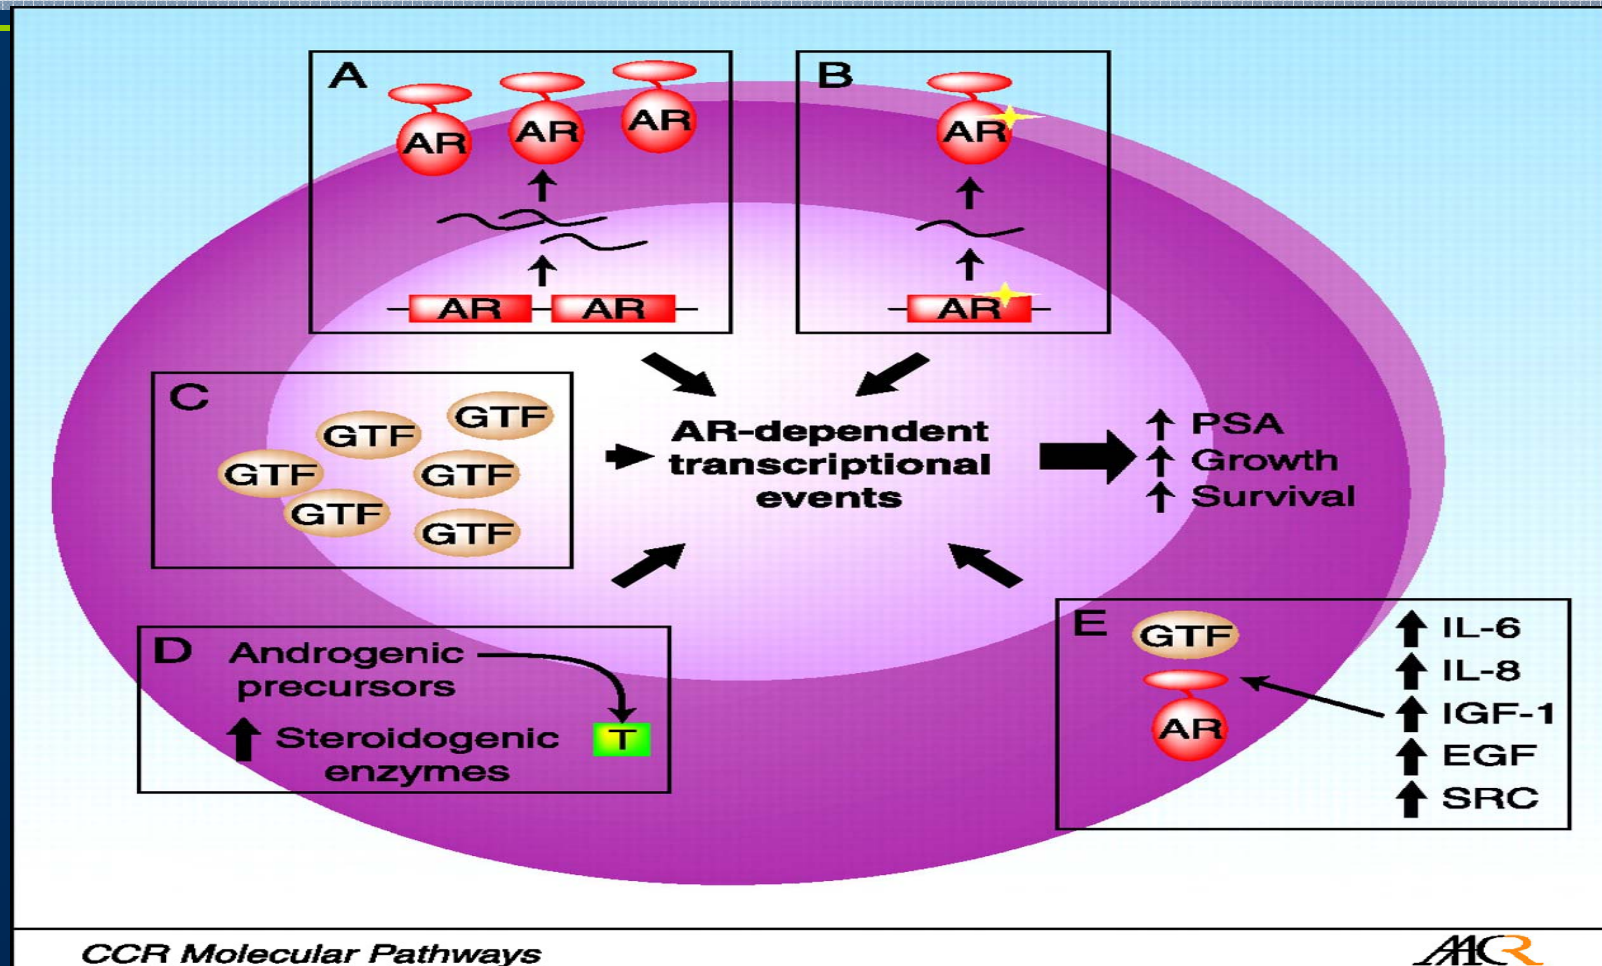 A
AR
AR
AR
AR AR
B
AR
AR
C
GTF
GTF
GTF
GTF
GTF
GTF
AR-dependent
transcriptional
events
PSA
Growth
Survival
D
Androgenic
precursors
Steroidogenic
enzymes
T
E
GTF
AR
IL-6
IL-8
IGF-1
EGF
SRC
CCR Molecular Pathways
AACR